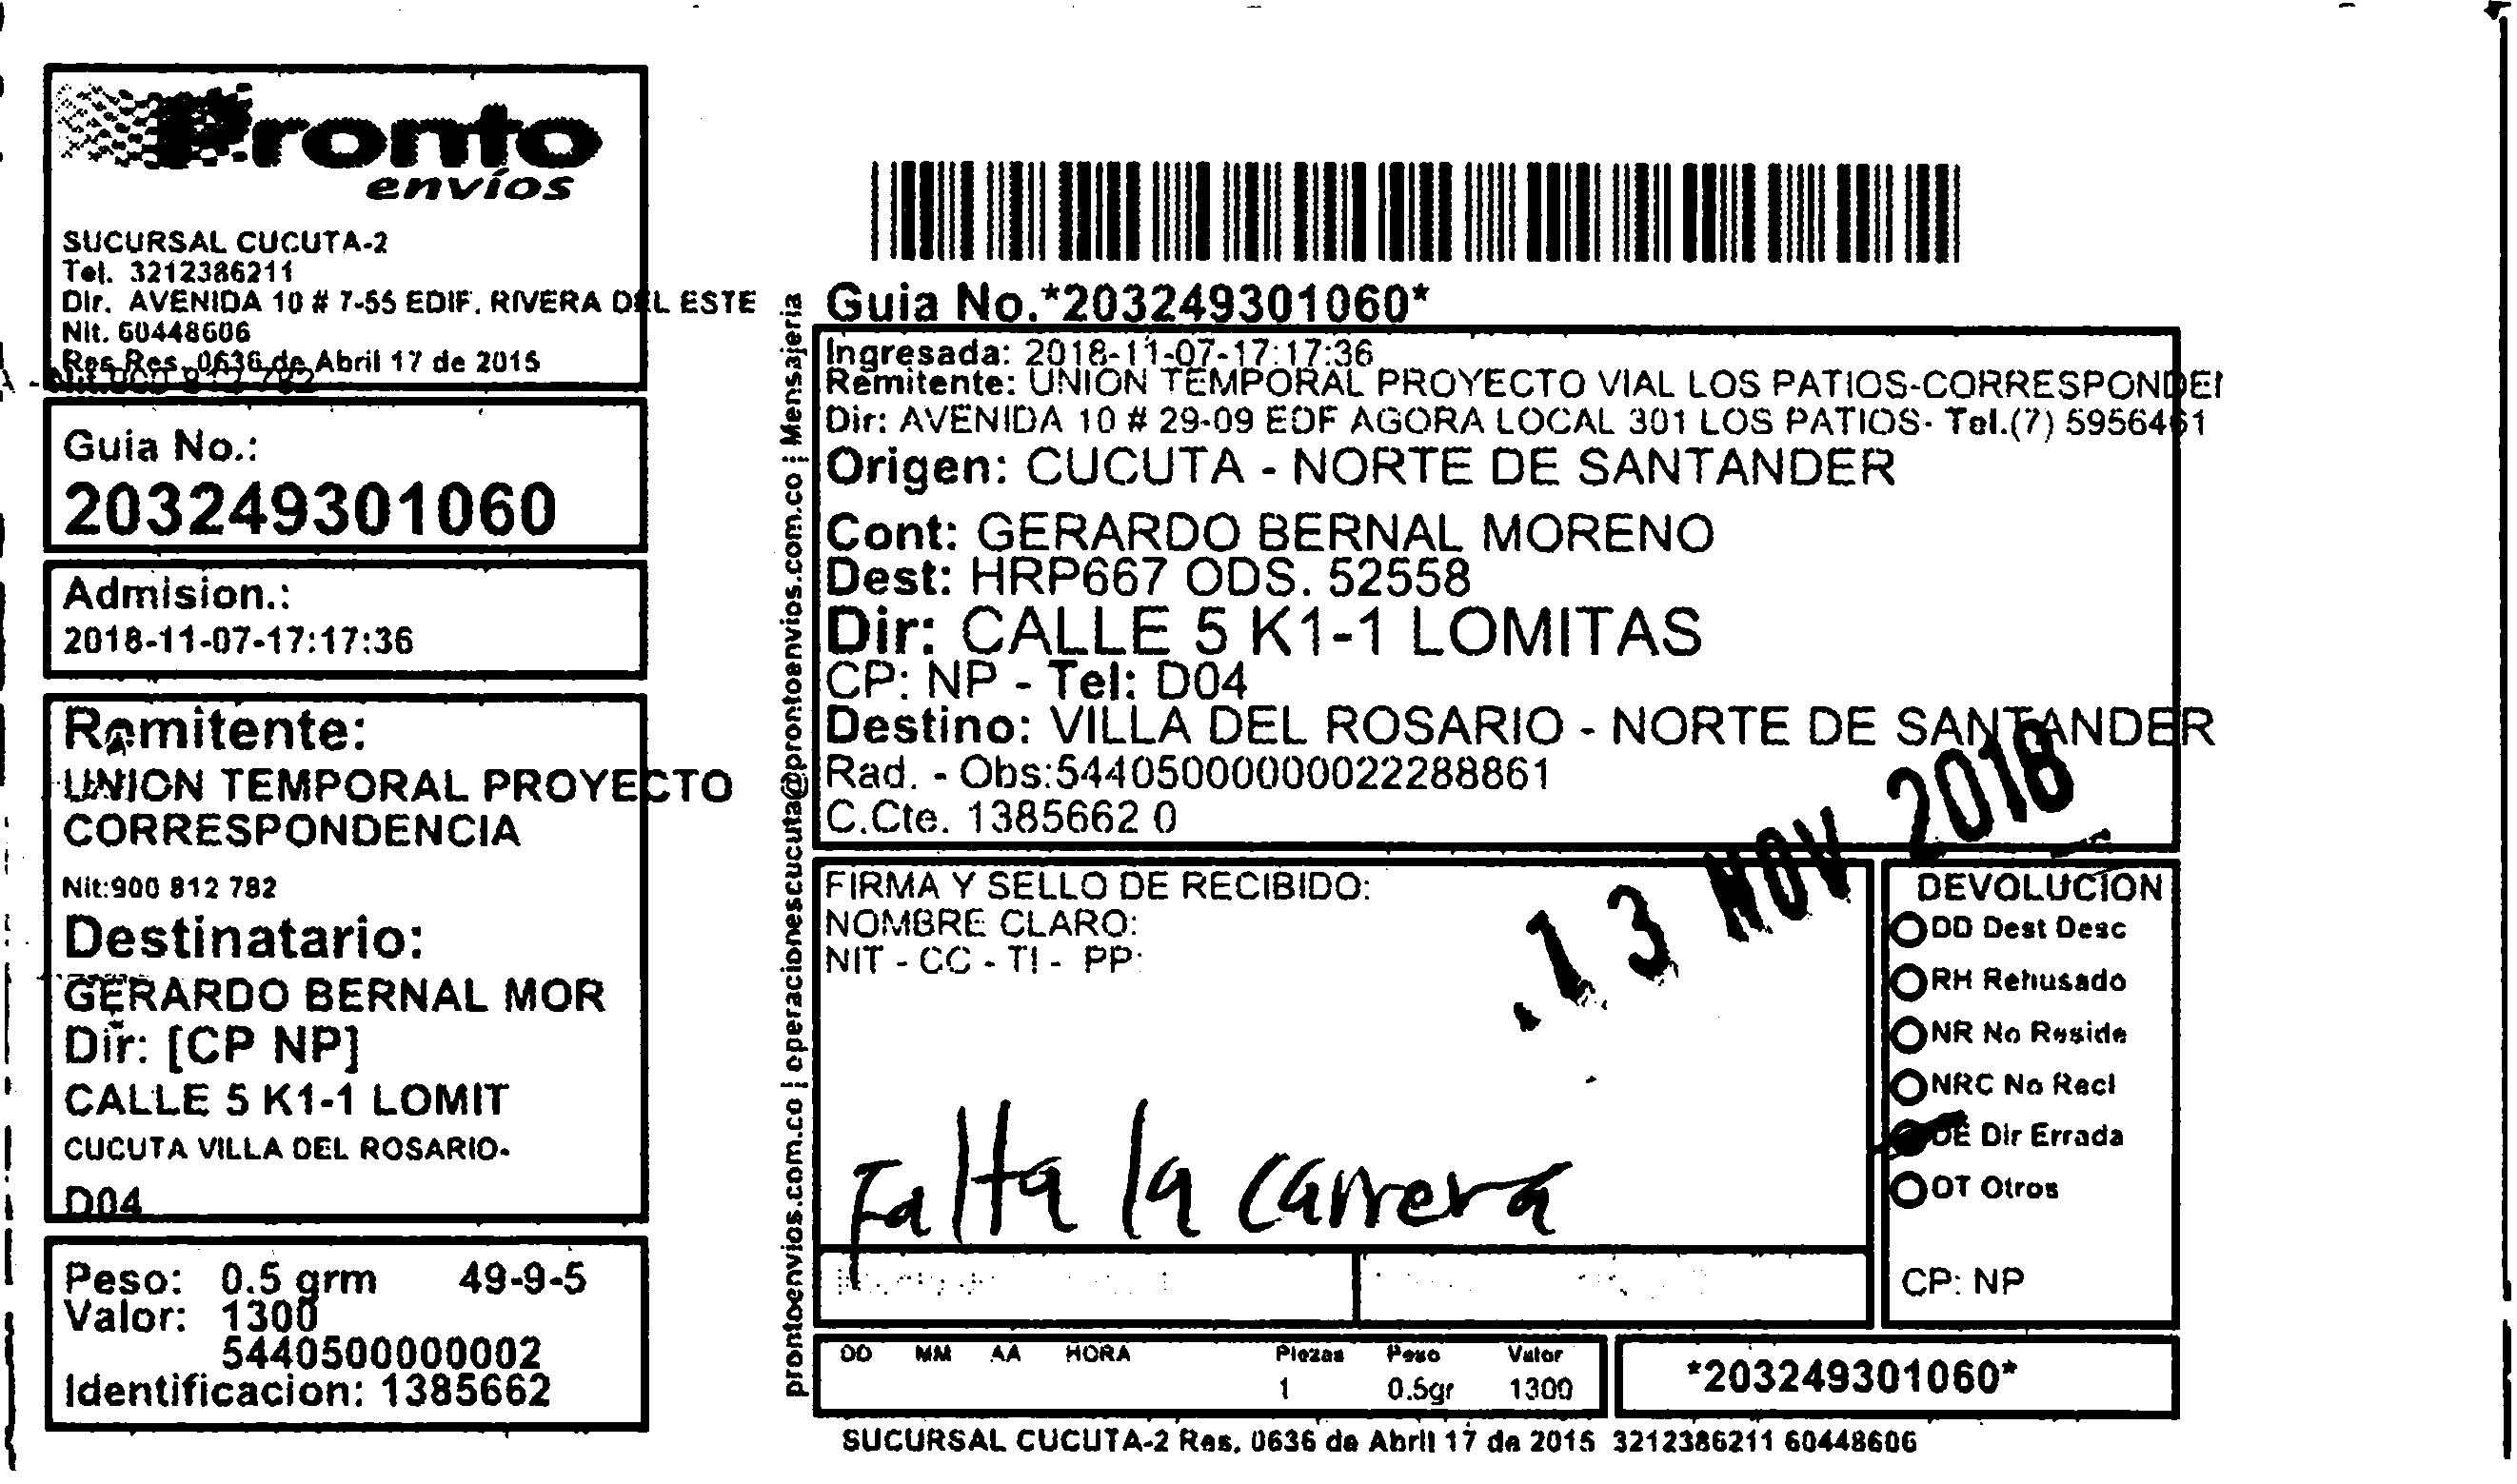 Pronto
envíos
SUCURSAL CUCUTA-2
Tel. 3212386211
Dir. AVENIDA 10 # 7-55 EDIF. RIVERA DEL ESTE
Nit. 60448606
Res Res. 0636 de Abril 17 de 2015
Guia No.:
203249301060
Admision.:
2018-11-07-17:17:36
Remitente:
UNION TEMPORAL PROYECTO
CORRESPONDENCIA
Nit:900 812 782
Destinatario:
GERARDO BERNAL MOR
Dir: [CP NP]
CALLE 5 K1-1 LOMIT
CUCUTA VILLA DEL ROSARIO-
D04
Peso: 0.5 grm 49-9-5
Valor: 1300
5440500000002
Identificacion: 1385662
prontoenvios.com.co | operacionescucuta@prontoenvios.com.co | Mensajeria
Guia No.*203249301060*
Ingresada: 2018-11-07-17:17:36
Remitente: UNION TEMPORAL PROYECTO VIAL LOS PATIOS-CORRESPONDEN
Dir: AVENIDA 10 # 29-09 EDF AGORA LOCAL 301 LOS PATIOS- Tel.(7) 5956461
Origen: CUCUTA - NORTE DE SANTANDER
Cont: GERARDO BERNAL MORENO
Dest: HRP667 ODS. 52558
Dir: CALLE 5 K1-1 LOMITAS
CP: NP - Tel: D04
Destino: VILLA DEL ROSARIO - NORTE DE SANTANDER
Rad. - Obs:544050000000022288861
C.Cte. 1385662 0
13 NOV 2018
FIRMA Y SELLO DE RECIBIDO:
NOMBRE CLARO:
NIT - CC - TI - PP:
Falta la carrera
DEVOLUCION
DD Dest Desc
RH Rehusado
NR No Reside
NRC No Recl
DE Dir Errada
OT Otros
CP: NP
DD MM AA HORA Piezas Peso Valor
1 0.5gr 1300
*203249301060*
SUCURSAL CUCUTA-2 Res. 0636 de Abril 17 de 2015 3212386211 60448606